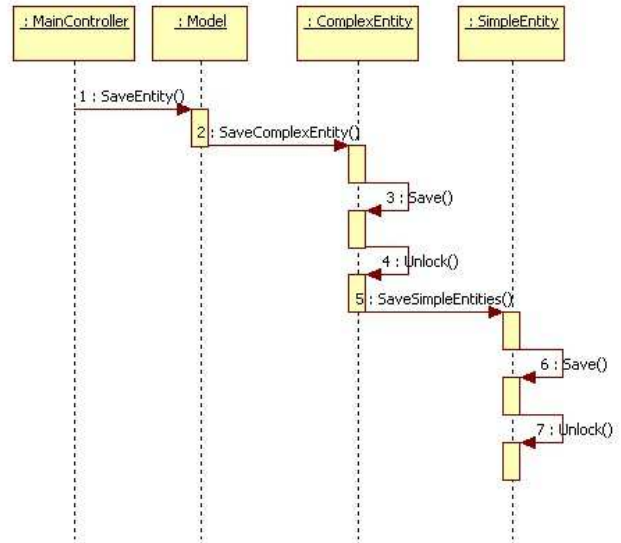 : MainController
: Model
: ComplexEntity
: SimpleEntity
1 : SaveEntity()
2 : SaveComplexEntity()
3 : Save()
4 : Unlock()
5 : SaveSimpleEntities()
6 : Save()
7 : Unlock()